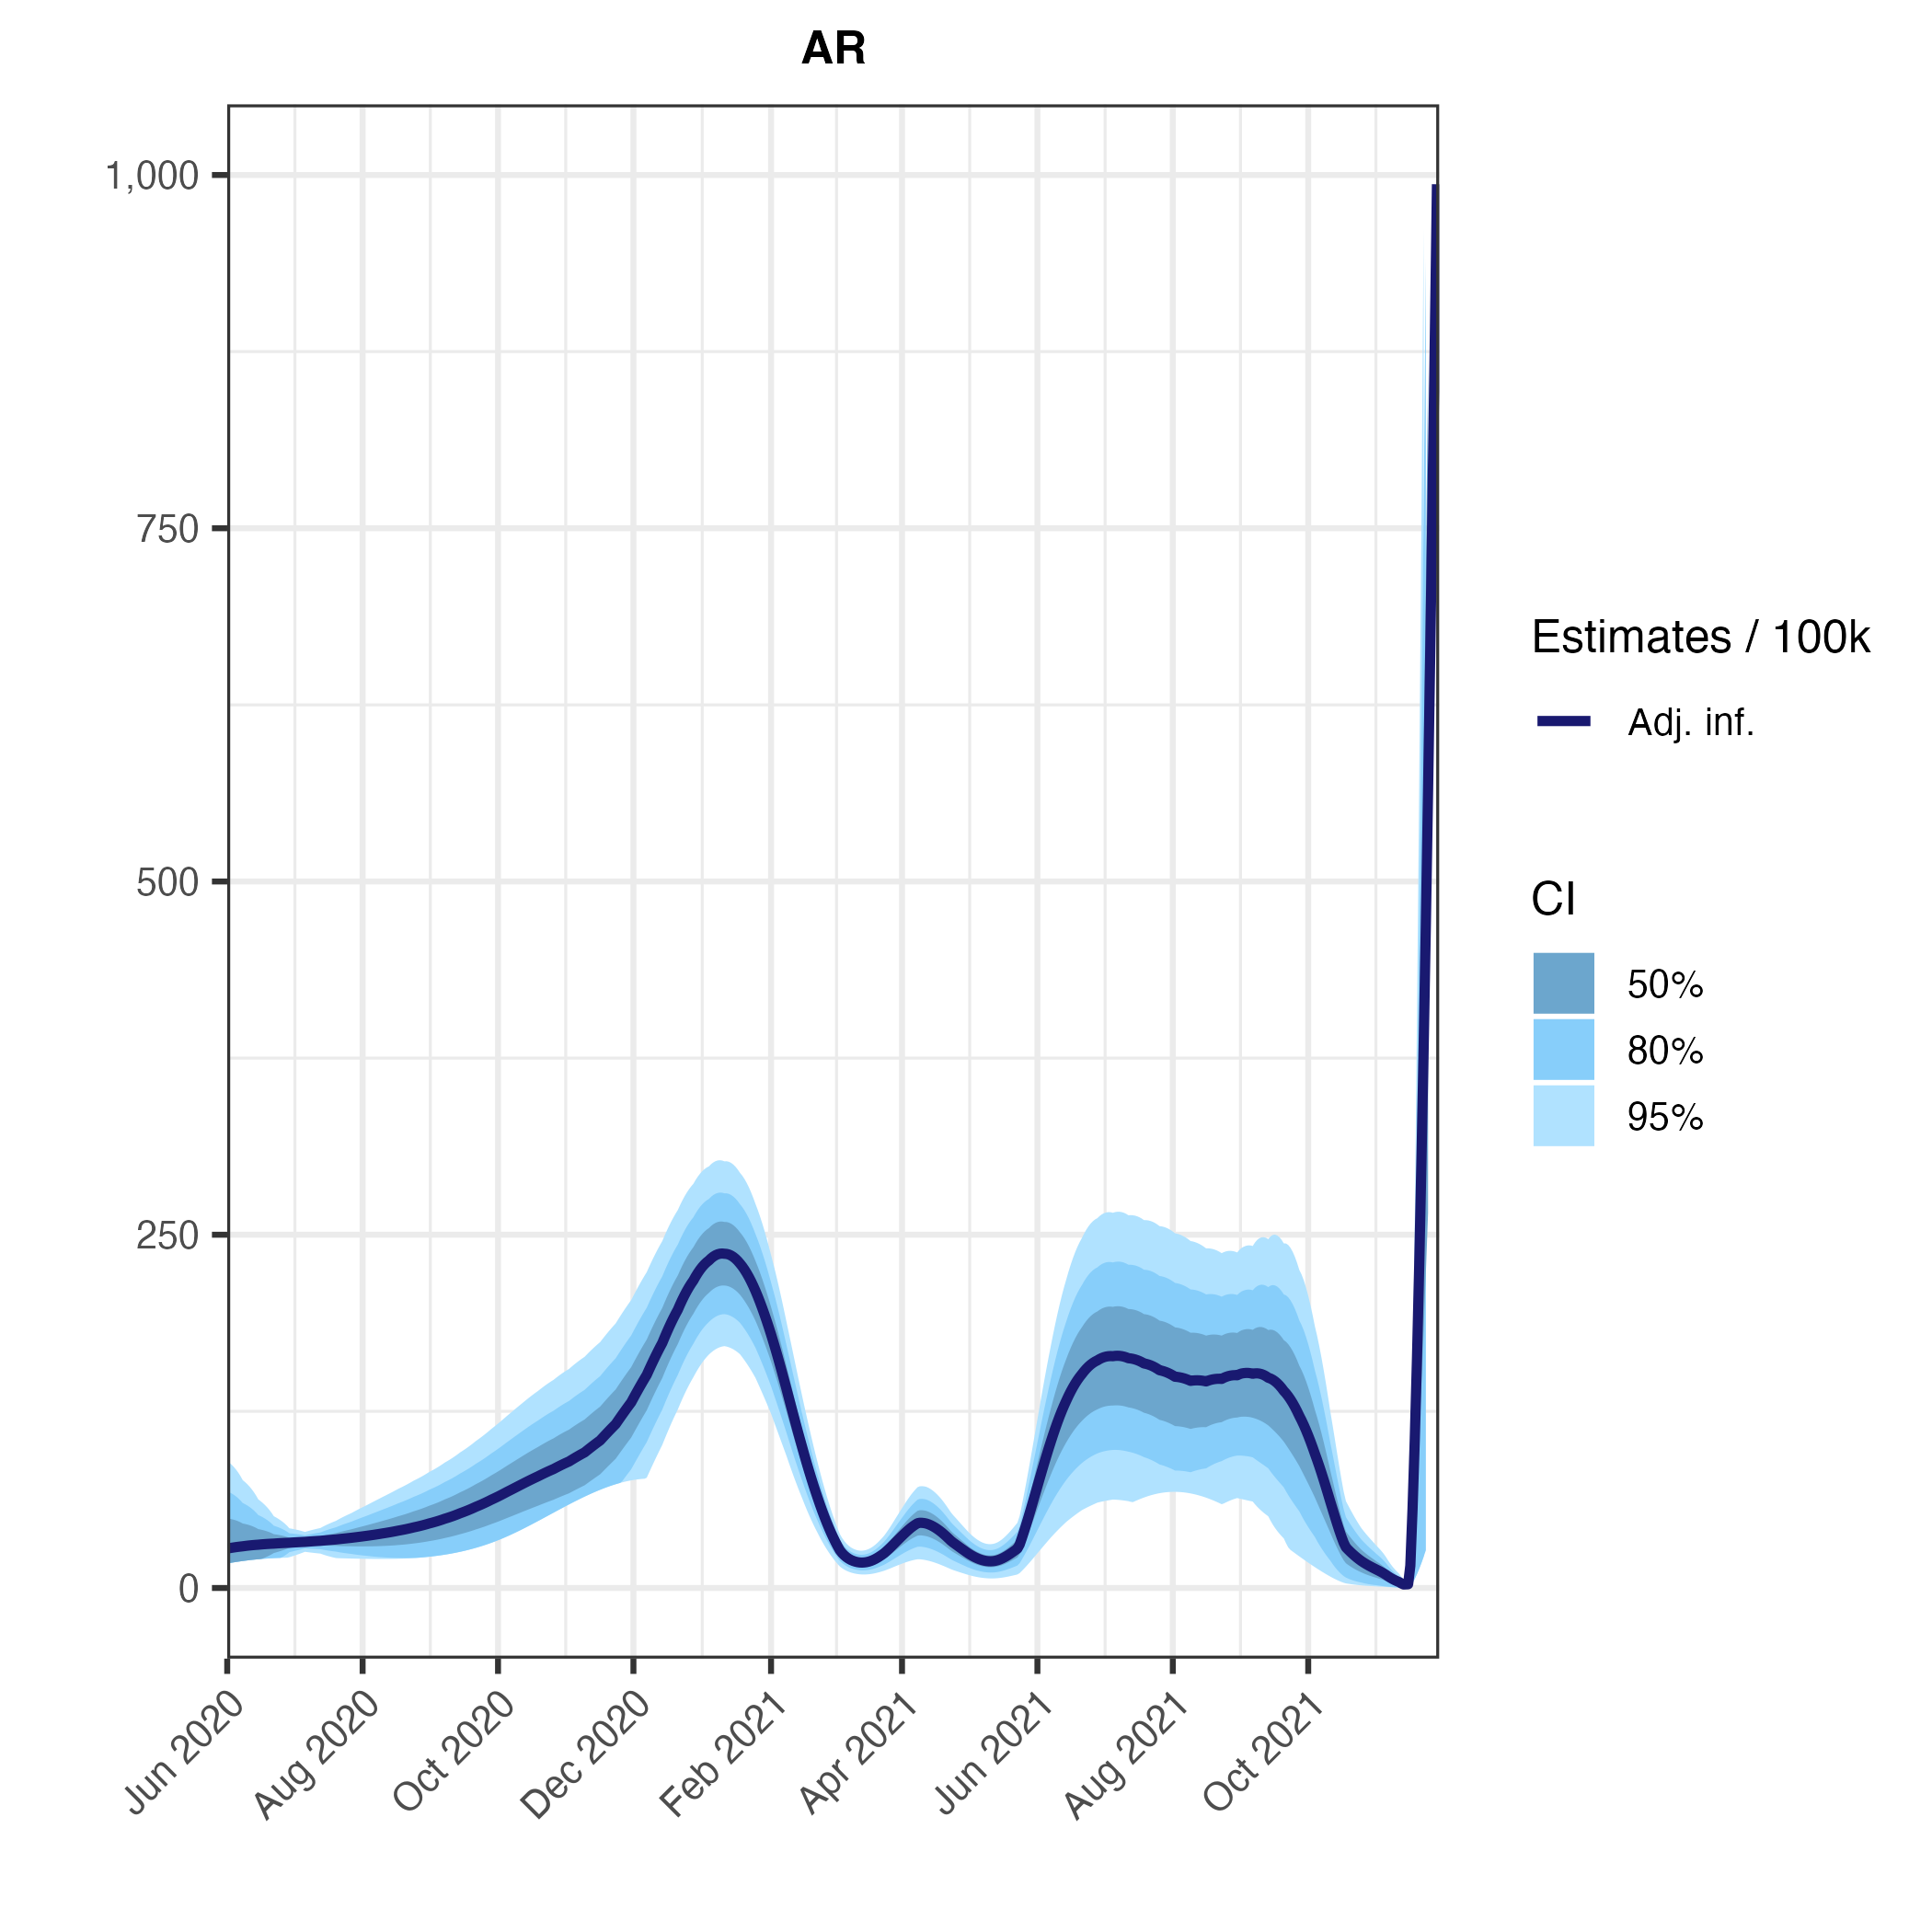 AR
1,000
750
500
250
0
Jun 2020
Aug 2020
Oct 2020
Dec 2020
Feb 2021
Apr 2021
Jun 2021
Aug 2021
Oct 2021
Estimates / 100k
Adj. inf.
CI
50%
80%
95%